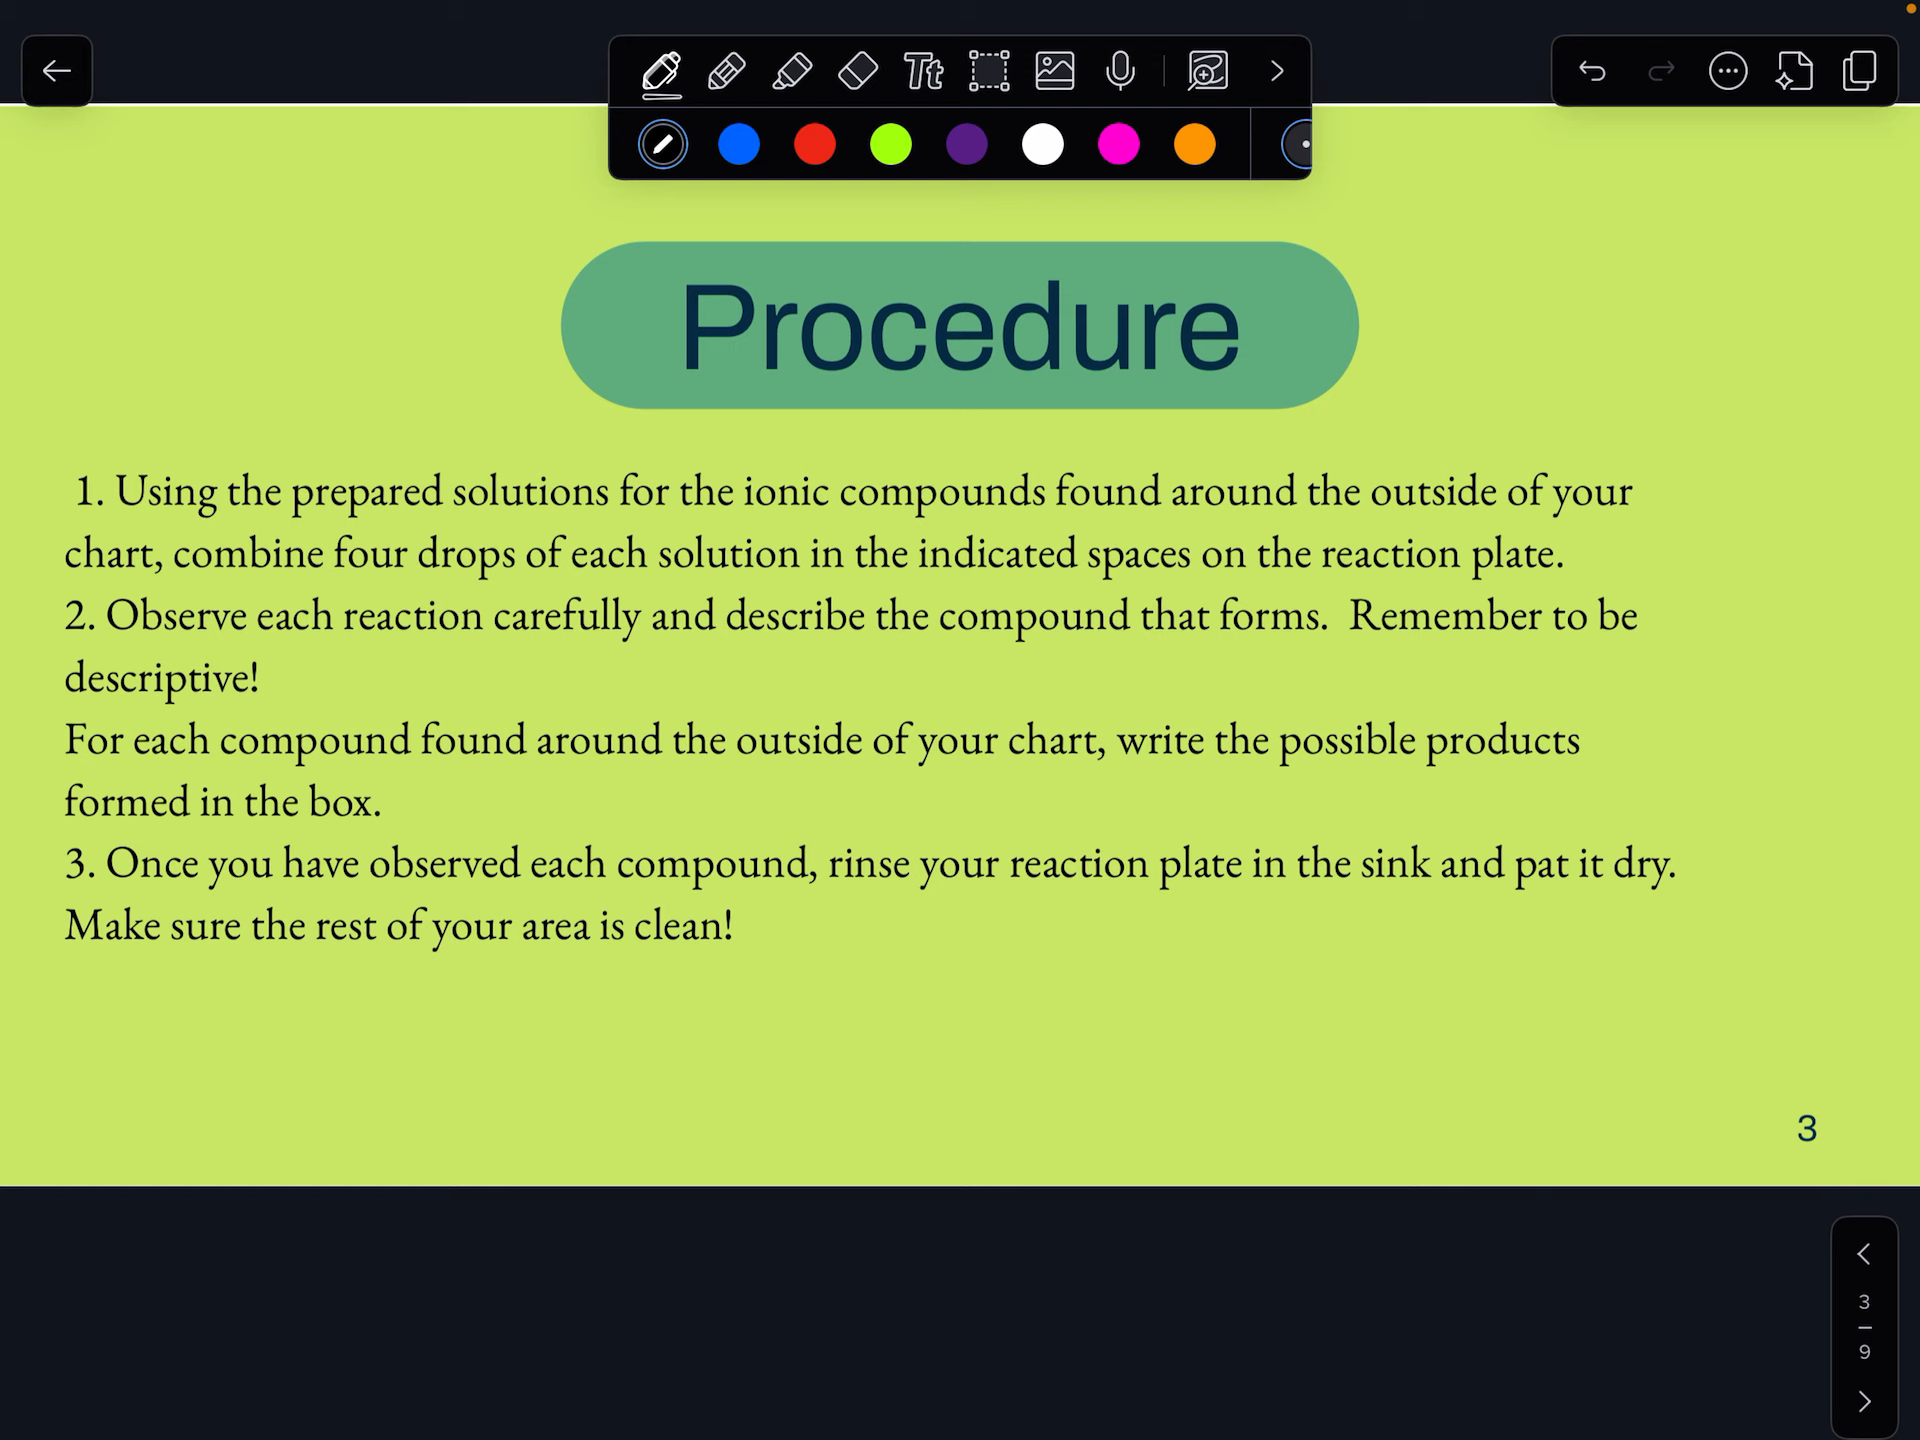 Tt
Procedure
1. Using the prepared solutions for the ionic compounds found around the outside of your
chart, combine four drops of each solution in the indicated spaces on the reaction plate.
2. Observe each reaction carefully and describe the compound that forms.  Remember to be
descriptive!
For each compound found around the outside of your chart, write the possible products
formed in the box.
3. Once you have observed each compound, rinse your reaction plate in the sink and pat it dry.
Make sure the rest of your area is clean!
3
3
9